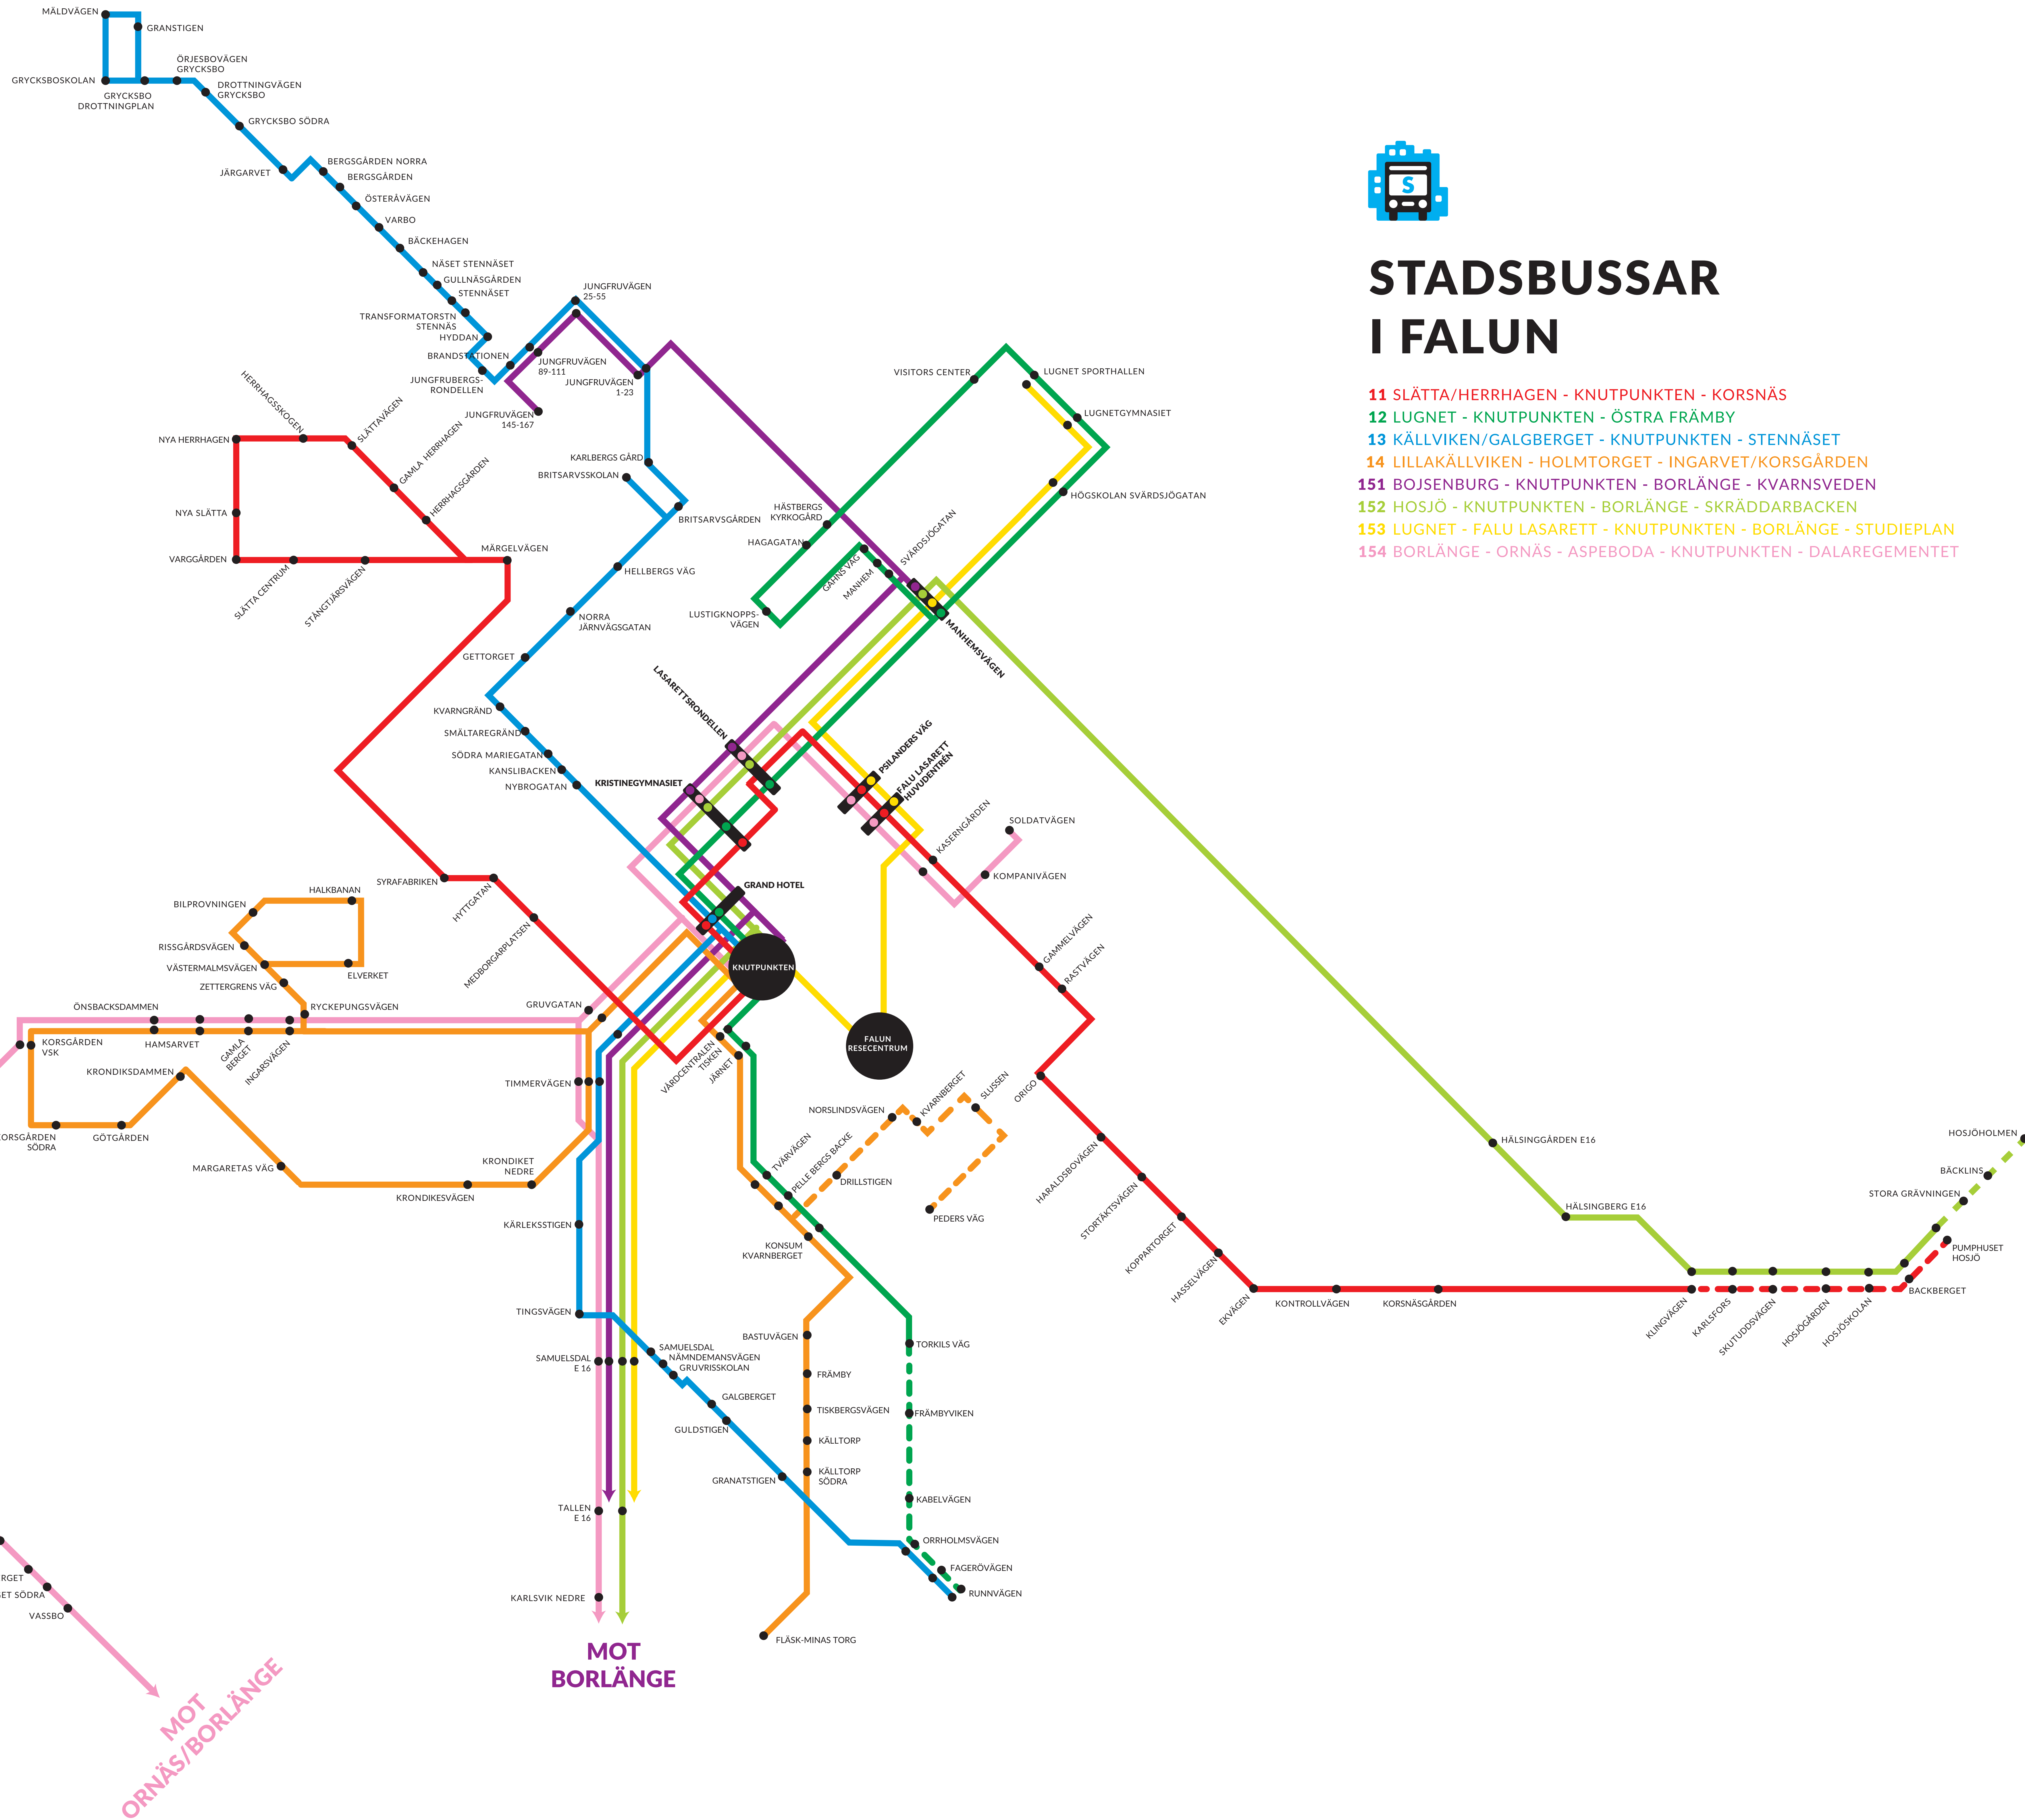 MÄLDVÄGEN
GRANSTIGEN
GRYCKSBOSKOLAN
ÖRJESBOVÄGEN
GRYCKSBO
GRYCKSBO
DROTTNINGPLAN
DROTTNINGVÄGEN
GRYCKSBO
GRYCKSBO SÖDRA
JÄRGARVET
BERGSGÅRDEN NORRA
BERGSGÅRDEN
ÖSTERÅVÄGEN
VARBO
BÄCKEHAGEN
NÄSET STENNÄSET
GULLNÄSGÅRDEN
STENNÄSET
TRANSFORMATORSTN
STENNÄS
HYDDAN
BRANDSTATIONEN
JUNGFRUBERGS-
RONDELLEN
JUNGFRUVÄGEN
25-55
JUNGFRUVÄGEN
89-111
JUNGFRUVÄGEN
1-23
JUNGFRUVÄGEN
145-167
S
STADSBUSSAR
I FALUN
11 SLÄTTA/HERRHAGEN - KNUTPUNKTEN - KORSNÄS
12 LUGNET - KNUTPUNKTEN - ÖSTRA FRÄMBY
13 KÄLLVIKEN/GALGBERGET - KNUTPUNKTEN - STENNÄSET
14 LILLAKÄLLVIKEN - HOLMTORGET - INGARVET/KORSGÅRDEN
151 BOJSENBURG - KNUTPUNKTEN - BORLÄNGE - KVARNSVEDEN
152 HOSJÖ - KNUTPUNKTEN - BORLÄNGE - SKRÄDDARBACKEN
153 LUGNET - FALU LASARETT - KNUTPUNKTEN - BORLÄNGE - STUDIEPLAN
154 BORLÄNGE - ORNÄS - ASPEBODA - KNUTPUNKTEN - DALAREGEMENTET
HERRHAGSSKOGEN
SLÄTTAVÄGEN
GAMLA HERRHAGEN
HERRHAGSGÅRDEN
NYA HERRHAGEN
NYA SLÄTTA
VARGGÅRDEN
SLÄTTA CENTRUM
STÅNGTJÄRSVÄGEN
MÄRGELVÄGEN
KARLBERGS GÅRD
BRITSARVSSKOLAN
BRITSARVSGÅRDEN
HELLBERGS VÄG
NORRA
JÄRNVÄGSGATAN
GETTORGET
KVARNGRÄND
SMÄLTAREGRÄND
SÖDRA MARIEGATAN
KANSLIBACKEN
NYBROGATAN
VISITORS CENTER
LUGNET SPORTHALLEN
LUGNETGYMNASIET
HÖGSKOLAN SVÄRDSJÖGATAN
HÄSTBERGS
KYRKOGÅRD
HAGAGATAN
GAHNS VÄG
MANHEM
SVÄRDSJÖGATAN
LUSTIGKNOPPS-
VÄGEN
MANHEMSVÄGEN
LASARETTSRONDELLEN
KRISTINEGYMNASIET
PSILANDERS VÄG
FALU LASARETT
HUVUDENTRÉN
KASERNGÅRDEN
SOLDATVÄGEN
KOMPANIVÄGEN
GRAND HOTEL
KNUTPUNKTEN
FALUN
RESECENTRUM
GAMMELVÄGEN
RASTVÄGEN
ORIGO
SYRAFABRIKEN
HYTTGATAN
MEDBORGARPLATSEN
HALKBANAN
BILPROVNINGEN
RISSGÅRDSVÄGEN
VÄSTERMALMSVÄGEN
ELVERKET
ZETTERGRENS VÄG
RYCKEPUNGSVÄGEN
ÖNSBACKSDAMMEN
GRUVGATAN
KORSGÅRDEN
VSK
HAMSARVET
GAMLA
BERGET
INGARSVÄGEN
KRONDIKSDAMMEN
TIMMERVÄGEN
ORSGÅRDEN
SÖDRA
GÖTGÅRDEN
MARGARETAS VÄG
KRONDIKET
NEDRE
KRONDIKESVÄGEN
VÅRDCENTRALEN
TISKEN
JÄRNET
NORSLINDSVÄGEN
KVARNBERGET
SLUSSEN
TVÄRVÄGEN
PELLE BERGS BACKE
DRILLSTIGEN
PEDERS VÄG
KONSUM
KVARNBERGET
KÄRLEKSSTIGEN
TINGSVÄGEN
HARALDSBOVÄGEN
STORTÄKTSVÄGEN
KOPPARTORGET
HASSELVÄGEN
EKVÄGEN
KONTROLLVÄGEN
KORSNÄSGÅRDEN
HÄLSINGGÅRDEN E16
HÄLSINGBERG E16
HOSJÖHOLMEN
BÄCKLINS
STORA GRÄVNINGEN
PUMPHUSET
HOSJÖ
BACKBERGET
KLINGVÄGEN
KARLSFORS
SKUTUDDSVÄGEN
HOSJÖGÅRDEN
HOSJÖSKOLAN
SAMUELSDAL
E 16
SAMUELSDAL
NÄMNDEMANSVÄGEN
GRUVRISSKOLAN
GALGBERGET
GULDSTIGEN
GRANATSTIGEN
BASTUVÄGEN
FRÄMBY
TISKBERGSVÄGEN
KÄLLTORP
KÄLLTORP
SÖDRA
TORKILS VÄG
FRÄMBYVIKEN
KABELVÄGEN
ORRHOLMSVÄGEN
FAGERÖVÄGEN
RUNNVÄGEN
TALLEN
E 16
KARLSVIK NEDRE
FLÄSK-MINAS TORG
MOT
BORLÄNGE
RGET
ET SÖDRA
VASSBO
MOT
ORNÄS/BORLÄNGE